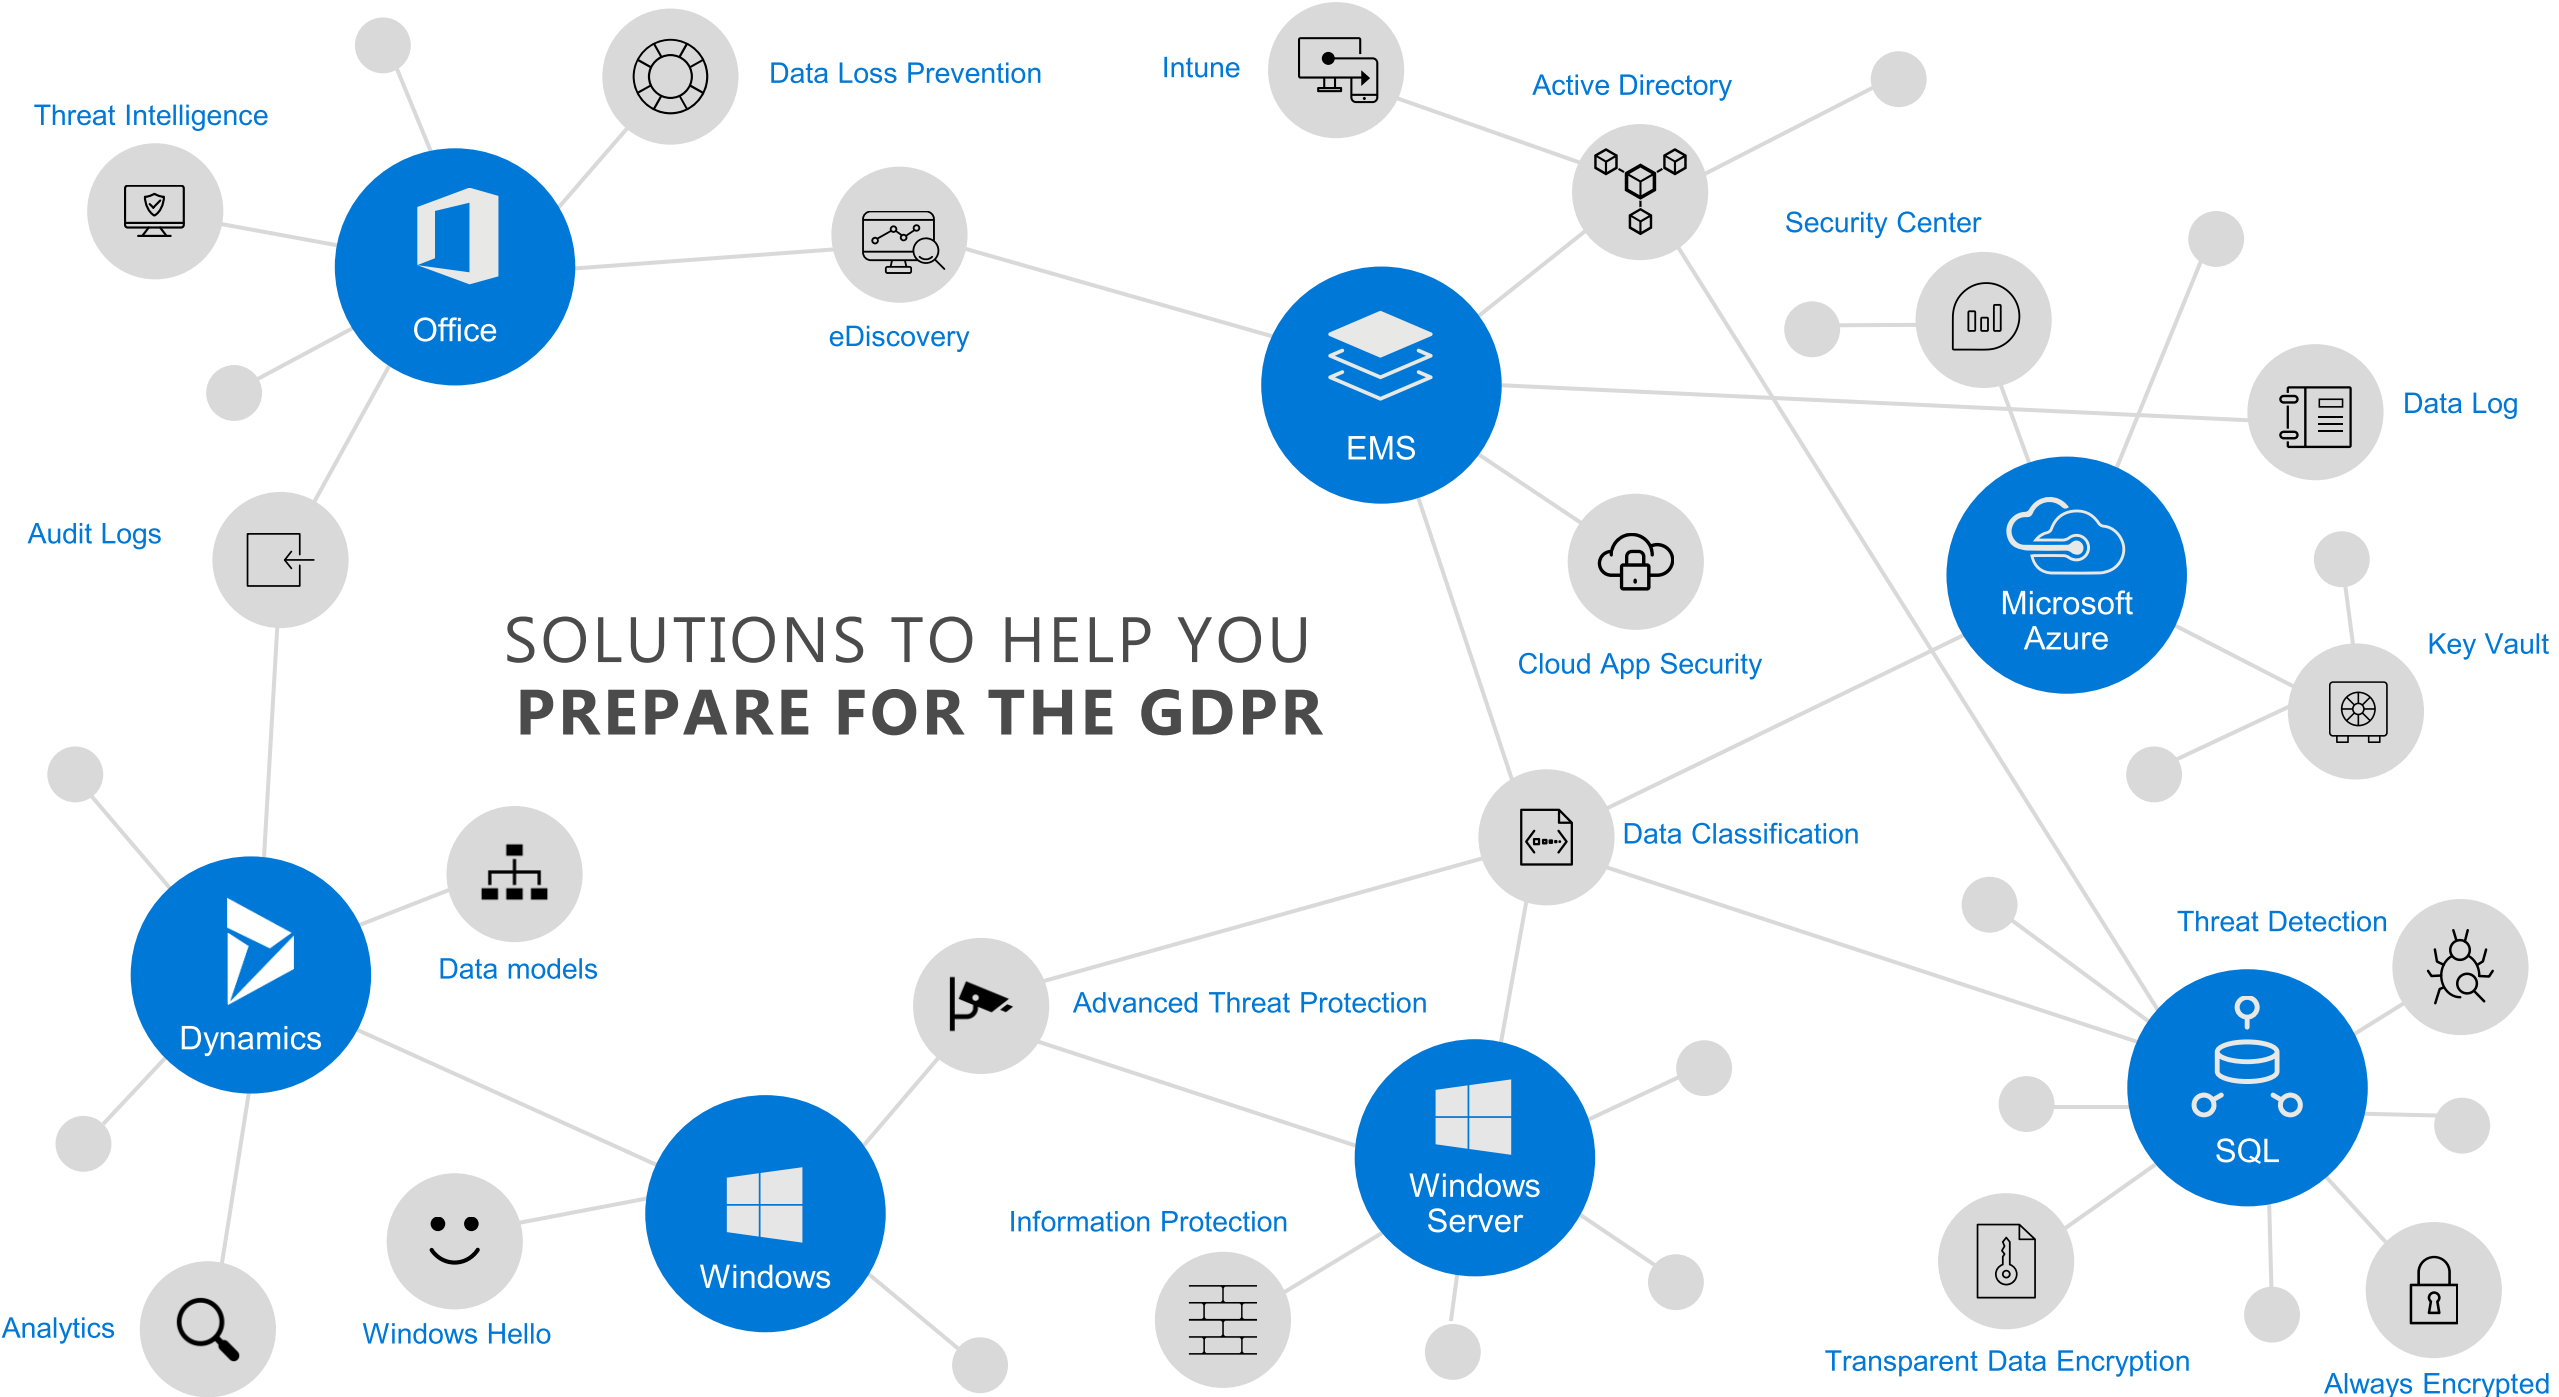 Intune
Data Loss Prevention
Active Directory
Threat Intelligence
Security Center
Office
eDiscovery
Data Log
EMS
Audit Logs
Microsoft
Azure
SOLUTIONS TO HELP YOU
PREPARE FOR THE GDPR
Cloud App Security
Key Vault
Data Classification
Threat Detection
Data models
Advanced Threat Protection
Dynamics
SQL
Windows
Server
Information Protection
Windows
Analytics
Windows Hello
Transparent Data Encryption
Always Encrypted